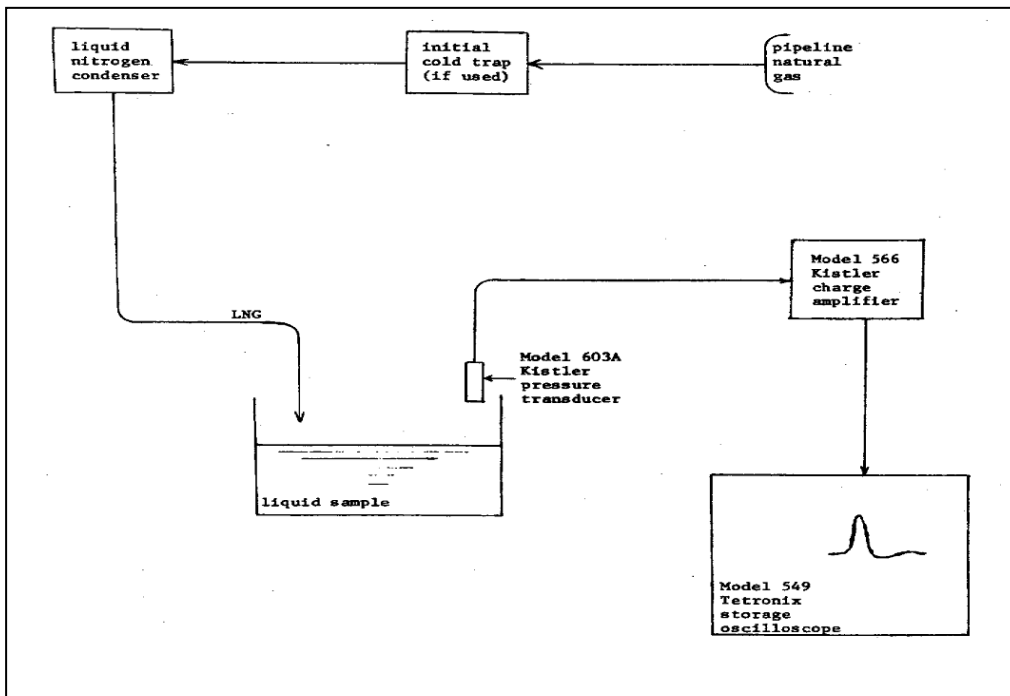 liquid
nitrogen
condenser
initial
cold trap
(if used)
pipeline
natural
gas
Model 566
Kistler
charge
amplifier
LNG
Model 603A
Kistler
pressure
transducer
liquid sample
Model 549
Tetronix
storage
oscilloscope